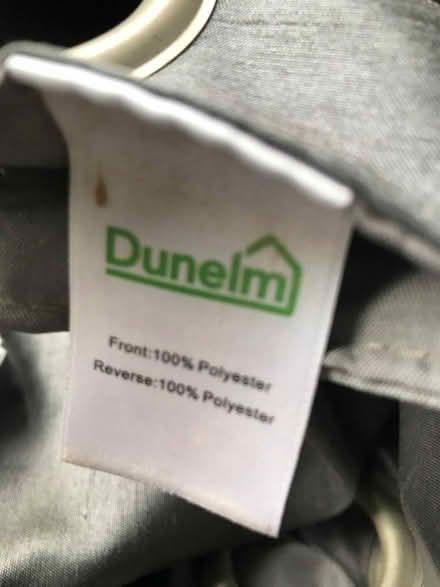 Dunelm
Front:100% Polyester
Reverse:100% Polyester